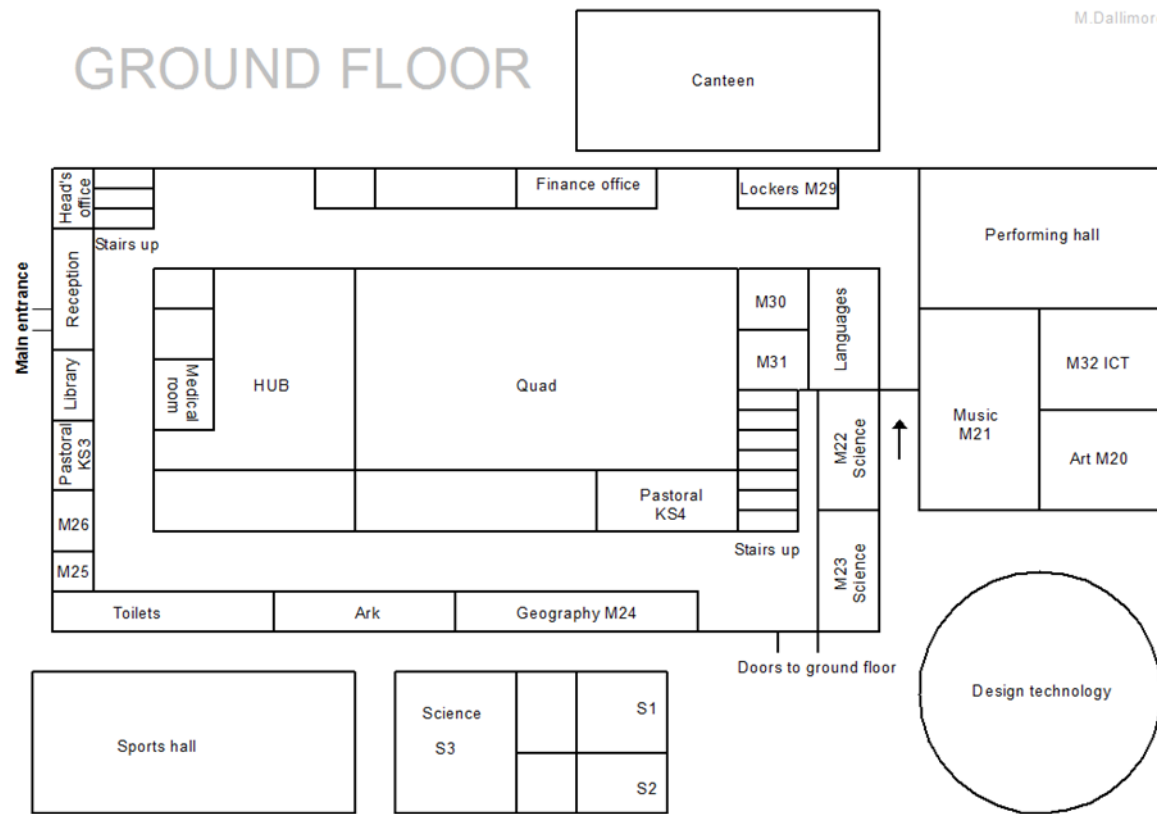 M.Dallimor
GROUND FLOOR
Canteen
Head's
office
Finance office
Lockers M29
Stairs up
Performing hall
Main entrance
Reception
M30
Languages
M31
M32 ICT
Library
Medical
room
HUB
Quad
Music
M21
Pastoral
KS3
M22
Science
Art M20
Pastoral
KS4
M26
Stairs up
M25
M23
Science
Toilets
Ark
Geography M24
Doors to ground floor
Design technology
Science
S3
S1
Sports hall
S2